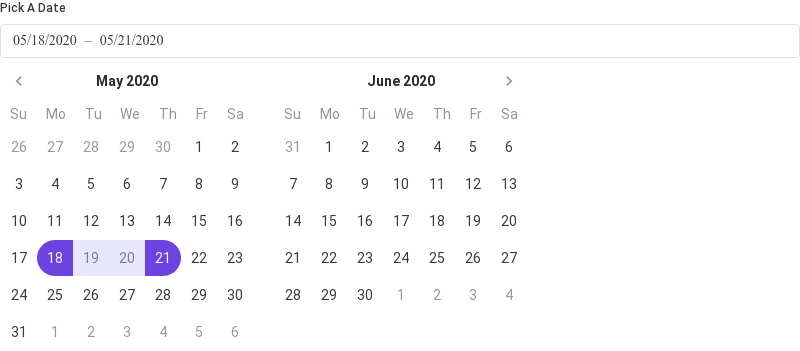 Pick A Date
05/18/2020 – 05/21/2020
May 2020
Su Mo Tu We Th Fr Sa
26 27 28 29 30 1 2
3 4 5 6 7 8 9
10 11 12 13 14 15 16
17 18 19 20 21 22 23
24 25 26 27 28 29 30
31 1 2 3 4 5 6
June 2020
Su Mo Tu We Th Fr Sa
31 1 2 3 4 5 6
7 8 9 10 11 12 13
14 15 16 17 18 19 20
21 22 23 24 25 26 27
28 29 30 1 2 3 4